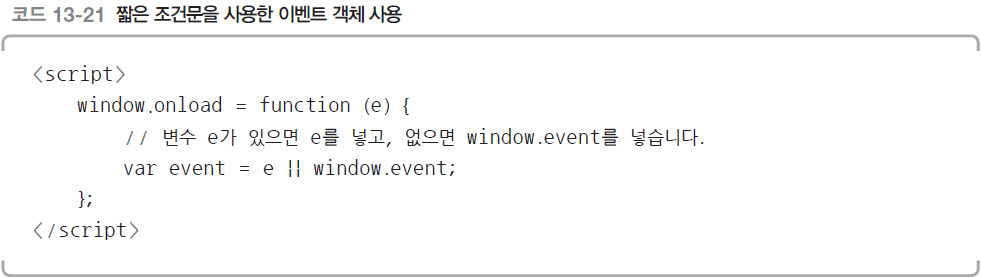 코드 13-21 짧은 조건문을 사용한 이벤트 객체 사용
<script>
window.onload = function (e) {
// 변수 e가 있으면 e를 넣고, 없으면 window.event를 넣습니다.
var event = e || window.event;
};
</script>